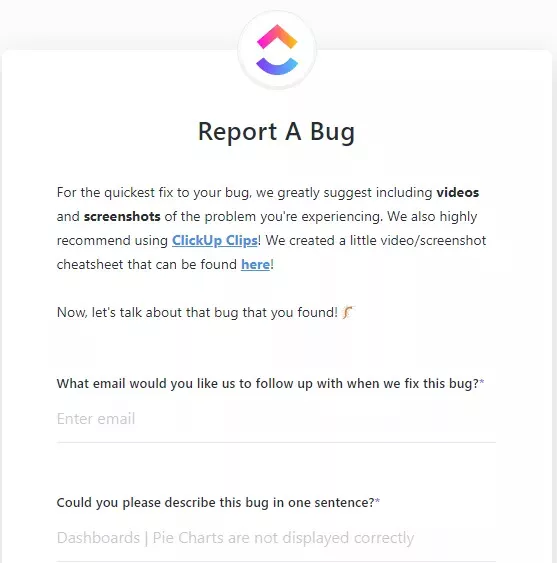 Report A Bug
For the quickest fix to your bug, we greatly suggest including videos
and screenshots of the problem you're experiencing. We also highly
recommend using ClickUp Clips! We created a little video/screenshot
cheatsheet that can be found here!
Now, let's talk about that bug that you found!
What email would you like us to follow up with when we fix this bug?*
Enter email
Could you please describe this bug in one sentence?*
Dashboards | Pie Charts are not displayed correctly